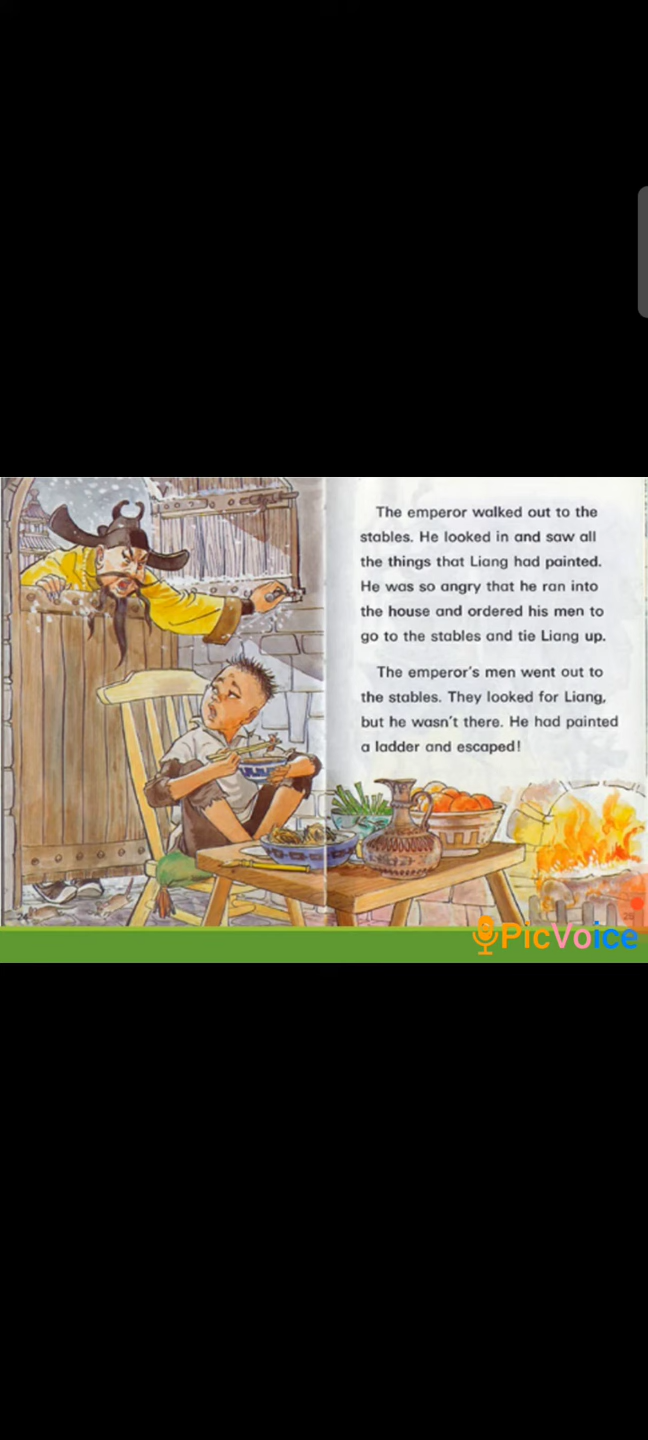 The emperor walked out to the
stables. He looked in and saw all
the things that Liang had painted.
He was so angry that he ran into
the house and ordered his men to
go to the stables and tie Liang up.
The emperor's men went out to
the stables. They looked for Liang,
but he wasn't there. He had painted
a ladder and escaped!
24
25
PicVoice